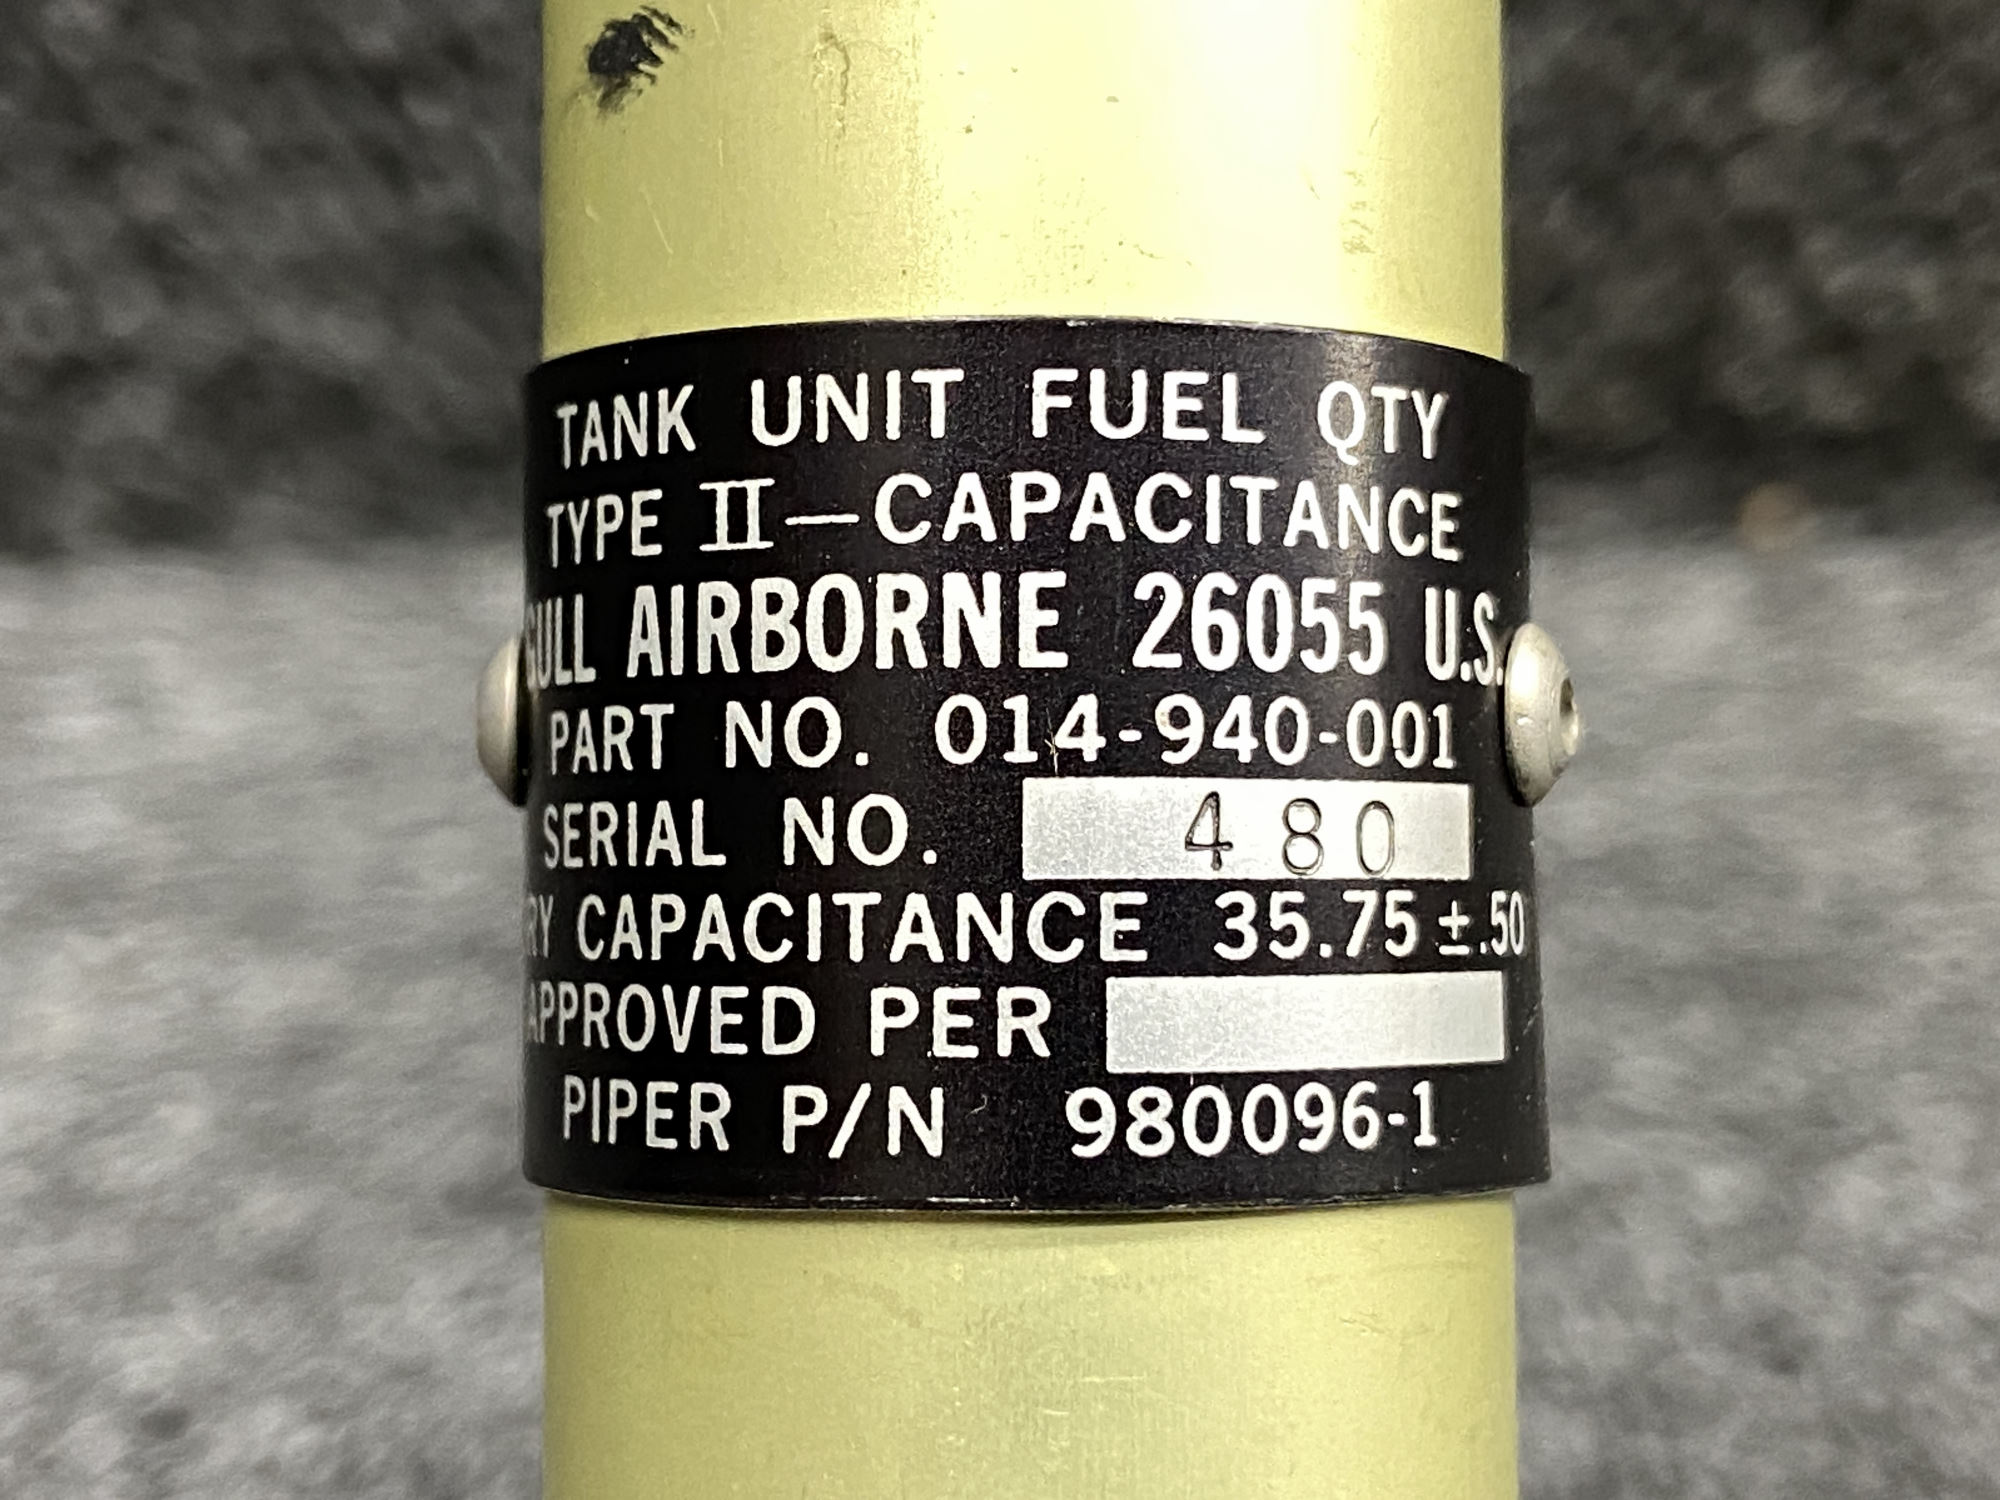 TANK UNIT FUEL QTY
TYPE II—CAPACITANCE
GULL AIRBORNE 26055 U.S.
PART NO. 014-940-001
SERIAL NO. 480
CAPACITANCE 35.75 ±.50
APPROVED PER
PIPER P/N 980096-1